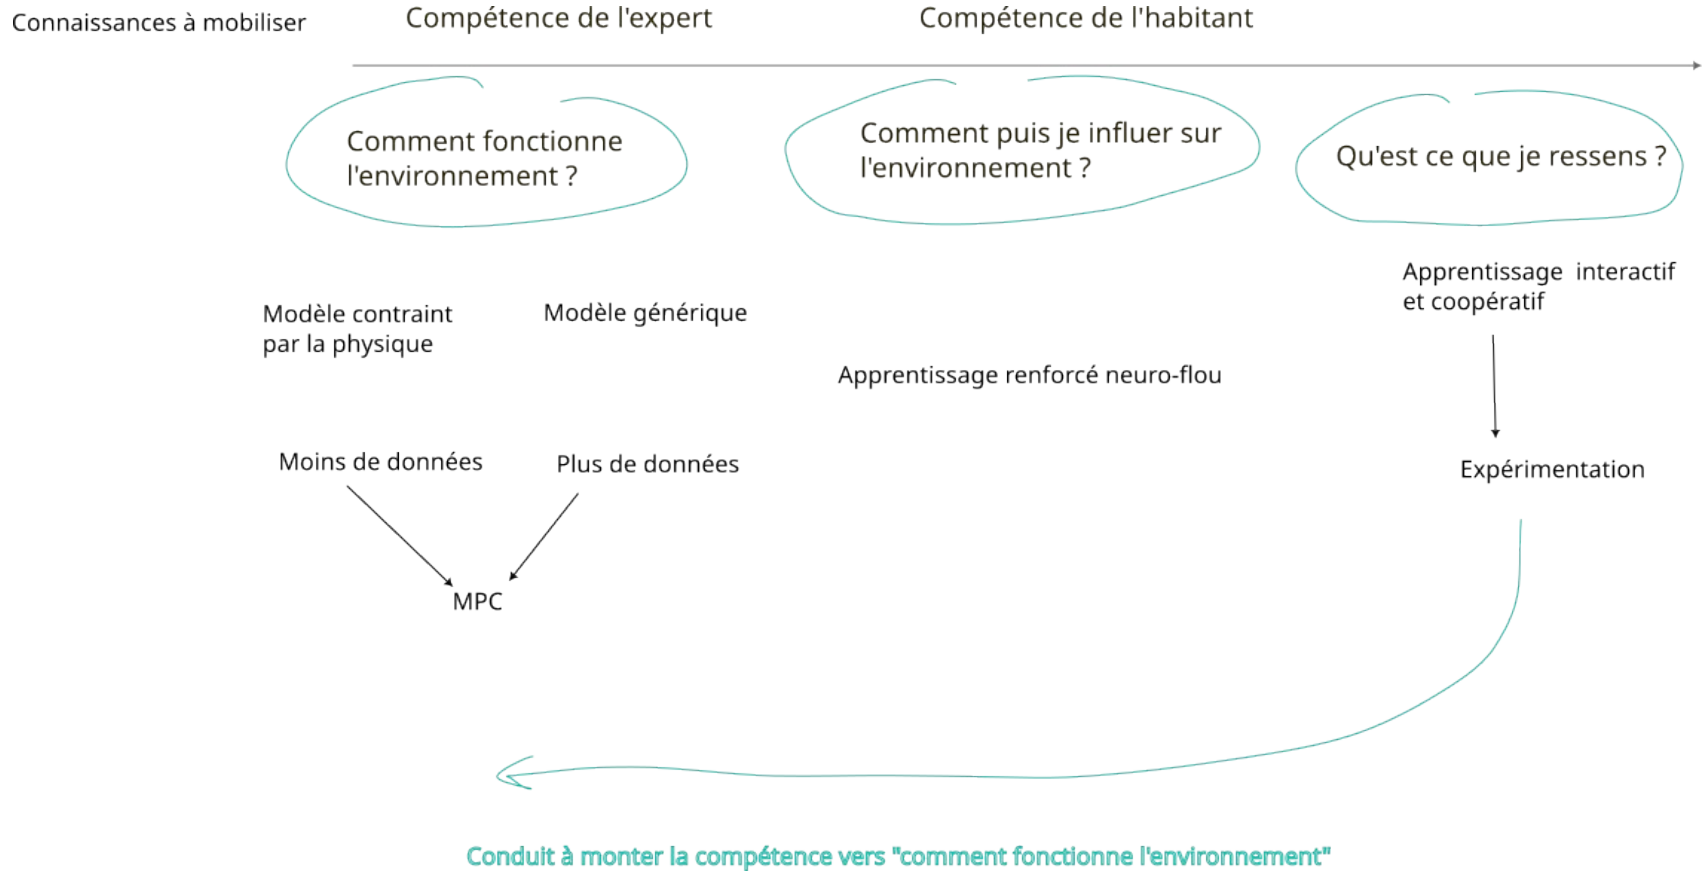 Connaissances à mobiliser
Compétence de l'expert
Compétence de l'habitant
Comment fonctionne
l'environement ?
Comment puis je influer sur
l'environnement ?
Qu'est ce que je ressens ?
Modèle contraint
par la physique
Modèle générique
Apprentissage renforcé neuro-flou
Apprentissage interactif
et coopératif
Moins de données
Plus de données
Expérimentation
MPC
Conduit à monter la compétence vers "comment fonctionne l'environnement"